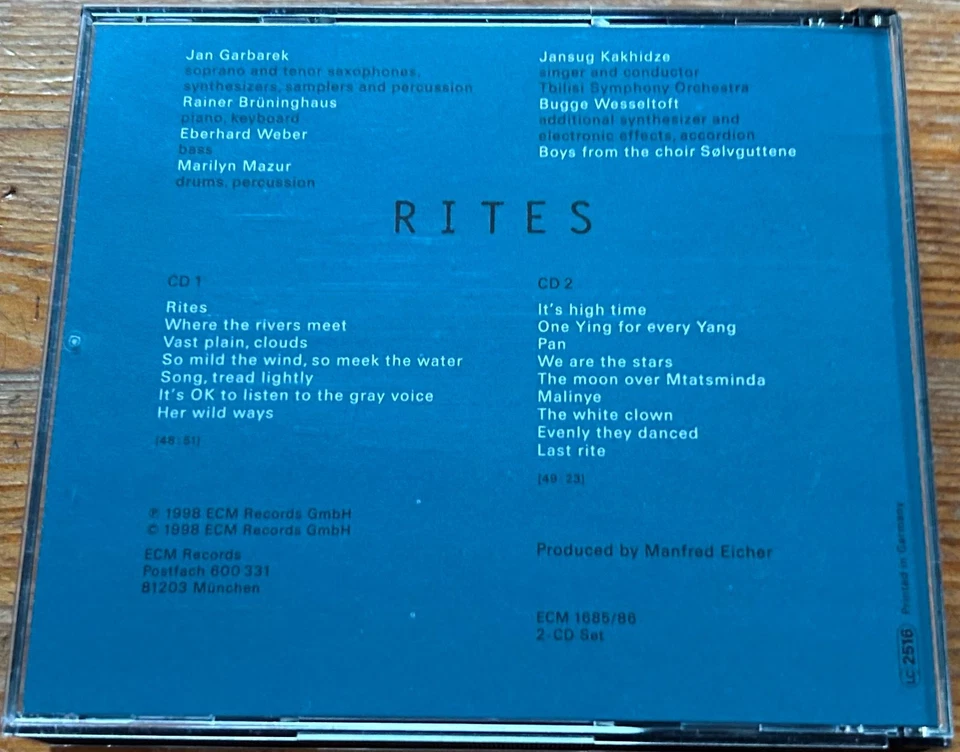 Jan Garbarek
soprano and tenor saxophones,
synthesizers, samplers and percussion
Rainer Brüninghaus
piano, keyboard
Eberhard Weber
bass
Marilyn Mazur
drums, percussion
Jansug Kakhidze
singer and conductor
Tbilisi Symphony Orchestra
Bugge Wesseltoft
additional synthesizer and
electronic effects, accordion
Boys from the choir Sølvguttene
RITES
CD 1
Rites
Where the rivers meet
Vast plain, clouds
So mild the wind, so meek the water
Song, tread lightly
It's OK to listen to the gray voice
Her wild ways
[48:51]
CD 2
It's high time
One Ying for every Yang
Pan
We are the stars
The moon over Mtatsminda
Malinye
The white clown
Evenly they danced
Last rite
[49:23]
℗ 1998 ECM Records GmbH
© 1998 ECM Records GmbH
ECM Records
Postfach 600 331
81203 München
Produced by Manfred Eicher
ECM 1685/86
2-CD Set
LC 2516 Printed in Germany